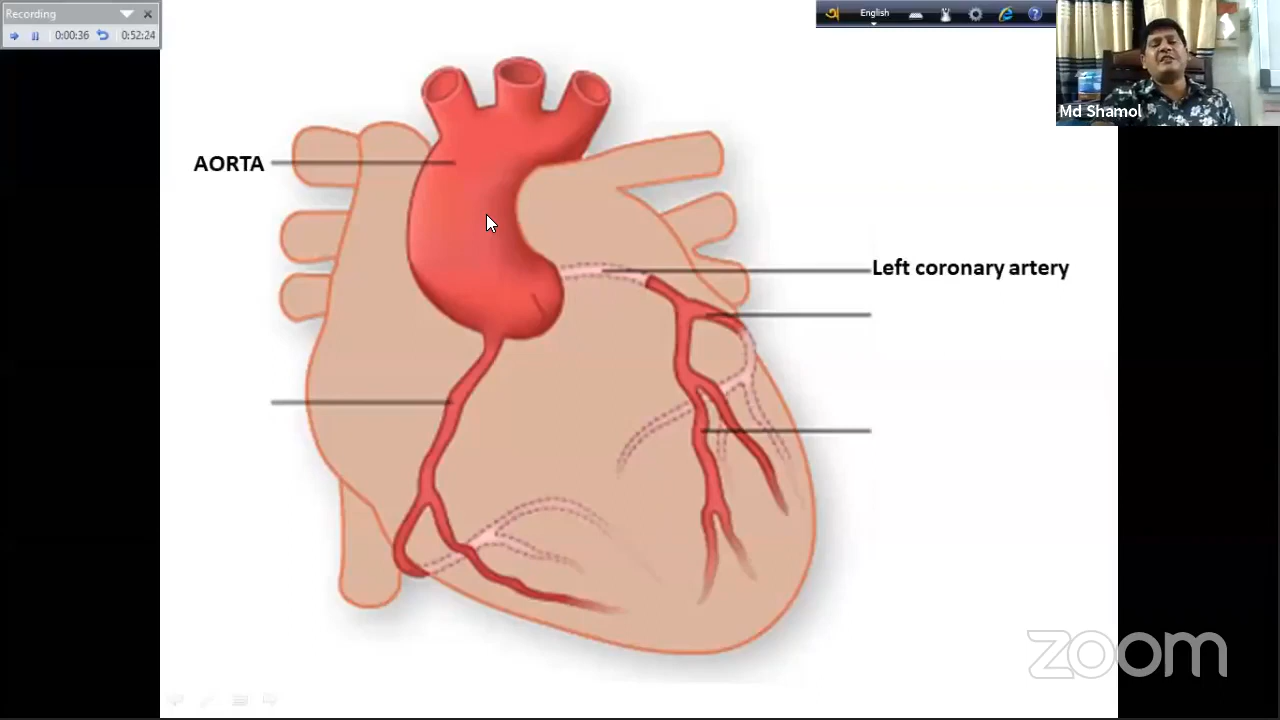 Recording
0:00:36
0:52:24
অ
English
Md Shamol
AORTA
Left coronary artery
zoom